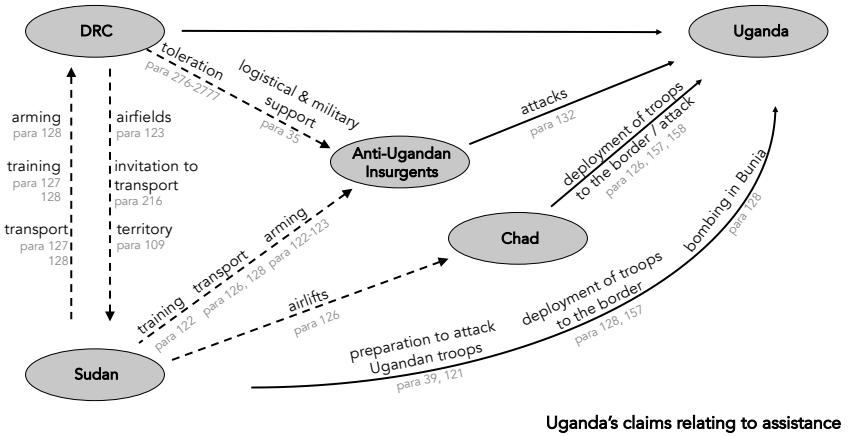 DRC
Uganda
toleration
para 276-2777
logistical & military
support
para 35
attacks
para 132
deployment of troops
to the border / attack
para 126, 157, 158
arming
para 128
training
para 127
128
transport
para 127
128
airfields
para 123
invitation to
transport
para 216
territory
para 109
Anti-Ugandan
Insurgents
Chad
training
para 122
transport
para 126, 128
arming
para 122-123
airlifts
para 126
bombing in Bunia
para 128
deployment of troops
to the border
para 128, 157
preparation to attack
Ugandan troops
para 39, 121
Sudan
Uganda's claims relating to assistance